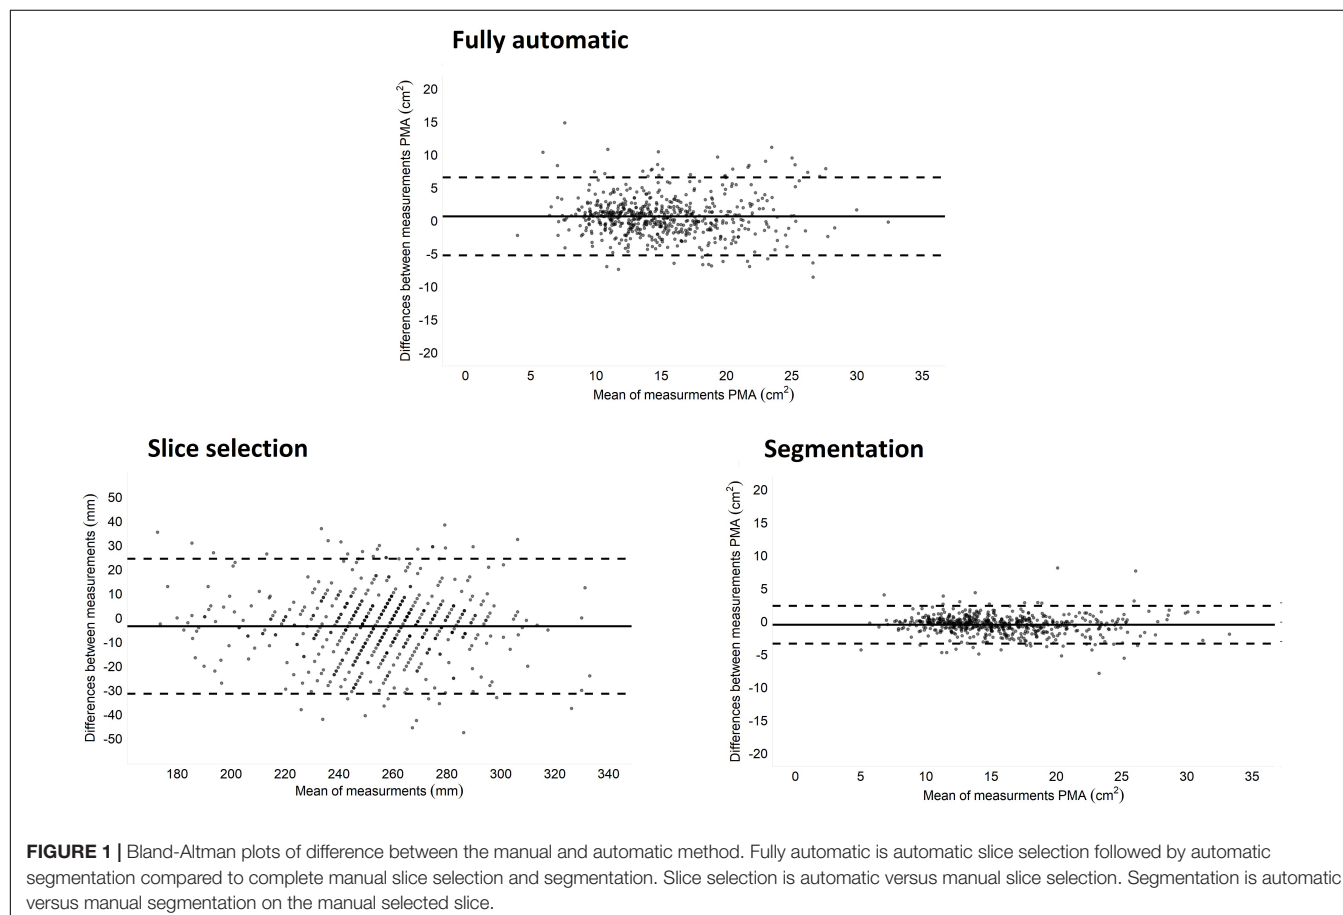 Fully automatic
Differences between measurements PMA (cm²)
20
15
10
5
0
-5
-10
-15
-20
0 5 10 15 20 25 30 35
Mean of measurments PMA (cm²)
Slice selection
Differences between measurements (mm)
50
40
30
20
10
0
-10
-20
-30
-40
-50
180 200 220 240 260 280 300 320 340
Mean of measurments (mm)
Segmentation
Differences between measurements PMA (cm²)
20
15
10
5
0
-5
-10
-15
-20
0 5 10 15 20 25 30 35
Mean of measurments PMA (cm²)
FIGURE 1 | Bland-Altman plots of difference between the manual and automatic method. Fully automatic is automatic slice selection followed by automatic
segmentation compared to complete manual slice selection and segmentation. Slice selection is automatic versus manual slice selection. Segmentation is automatic
versus manual segmentation on the manual selected slice.